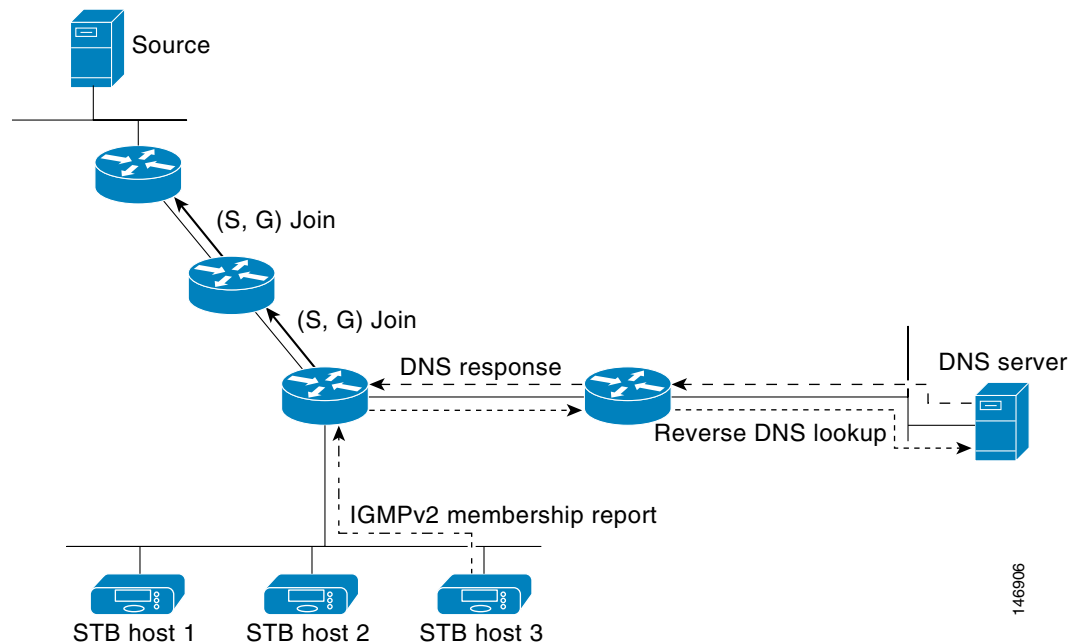 Source
(S, G) Join
(S, G) Join
DNS response
DNS server
Reverse DNS lookup
IGMPv2 membership report
STB host 1
STB host 2
STB host 3
146906